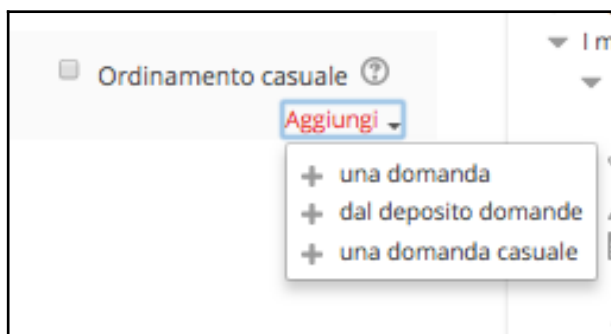 Ordinamento casuale
Aggiungi
una domanda
dal deposito domande
una domanda casuale
I